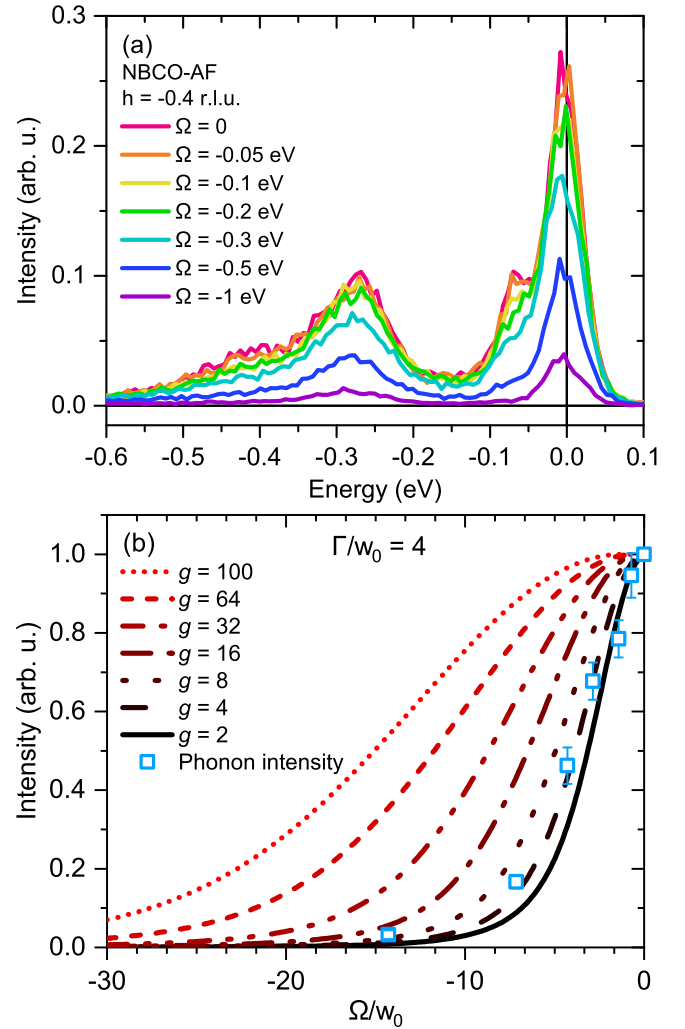 (a)
NBCO-AF
h = -0.4 r.l.u.
Ω = 0
Ω = -0.05 eV
Ω = -0.1 eV
Ω = -0.2 eV
Ω = -0.3 eV
Ω = -0.5 eV
Ω = -1 eV
Intensity (arb. u.)
0.3
0.2
0.1
0.0
-0.6 -0.5 -0.4 -0.3 -0.2 -0.1 0.0 0.1
Energy (eV)
(b) Γ/w₀ = 4
g = 100
g = 64
g = 32
g = 16
g = 8
g = 4
g = 2
Phonon intensity
Intensity (arb. u.)
1.0
0.8
0.6
0.4
0.2
0.0
-30 -20 -10 0
Ω/w₀